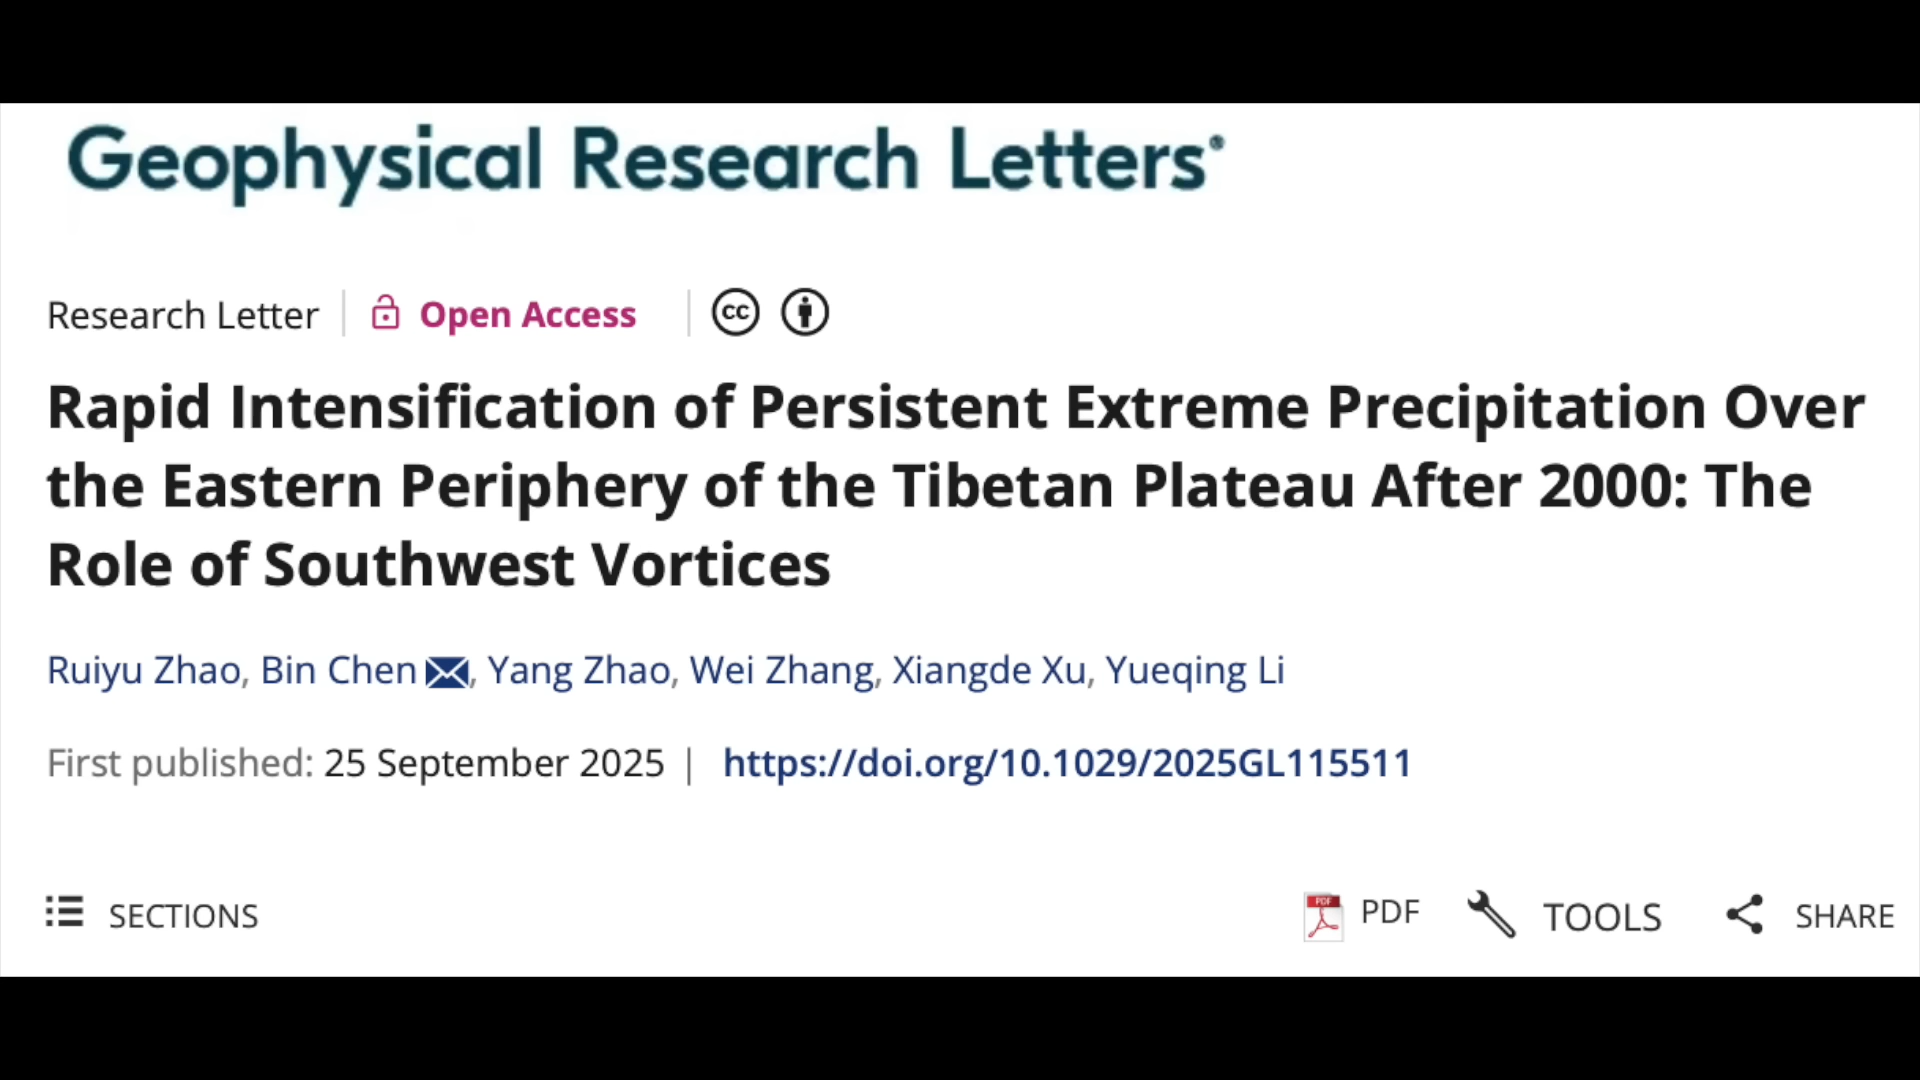 Geophysical Research Letters®
Research Letter | Open Access | cc
Rapid Intensification of Persistent Extreme Precipitation Over
the Eastern Periphery of the Tibetan Plateau After 2000: The
Role of Southwest Vortices
Ruiyu Zhao, Bin Chen, Yang Zhao, Wei Zhang, Xiangde Xu, Yueqing Li
First published: 25 September 2025 | https://doi.org/10.1029/2025GL115511
SECTIONS PDF PDF TOOLS SHARE